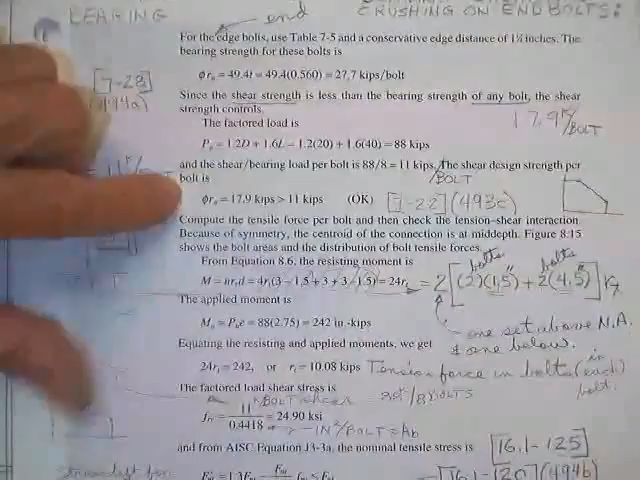 BEARING end CRUSHING ON END BOLTS:
For the edge bolts, use Table 7-5 and a conservative edge distance of 1¼ inches. The
bearing strength for these bolts is
[7-28]
ϕrₙ = 49.4t = 49.4(0.560) = 27.7 kips/bolt
Since the shear strength is less than the bearing strength of any bolt, the shear
strength controls.
17.9 K/BOLT
The factored load is
Pᵤ = 1.2D + 1.6L = 1.2(20) + 1.6(40) = 88 kips
and the shear/bearing load per bolt is 88/8 = 11 kips. The shear design strength per
/BOLT
bolt is
ϕrₙ = 17.9 kips > 11 kips (OK) [7-22] (493c)
Compute the tensile force per bolt and then check the tension–shear interaction.
Because of symmetry, the centroid of the connection is at middepth. Figure 8.15
shows the bolt areas and the distribution of bolt tensile forces.
bolts bolts
From Equation 8.6, the resisting moment is
M = nrₜd = 4rₜ(3 – 1.5 + 3 + 3 – 1.5) = 24rₜ = 2[(2)(1.5") + 2(4.5")]rₜ
The applied moment is
one set above N.A.
Mᵤ = Pᵤe = 88(2.75) = 242 in.-kips
& one below.
Equating the resisting and applied moments, we get
24rₜ = 242, or rₜ = 10.08 kips Tension force in bolts (each) in bolt.
The factored load shear stress is
fᵣᵥ = 11/0.4418 = 24.90 ksi
IN²/BOLT = Ab
and from AISC Equation J3-3a, the nominal tensile stress is [16.1-125]
[16.1-120] (494b)